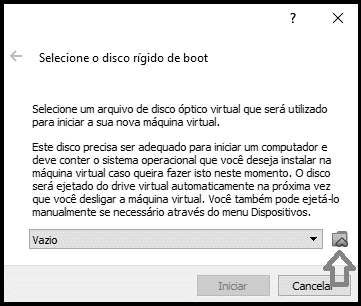 ?
Selecione o disco rígido de boot
Selecione um arquivo de disco óptico virtual que será utilizado
para iniciar a sua nova máquina virtual.
Este disco precisa ser adequado para iniciar um computador e
deve conter o sistema operacional que você deseja instalar na
máquina virtual caso queira fazer isto neste momento. O disco
será ejetado do drive virtual automaticamente na próxima vez
que você desligar a máquina virtual. Você também pode ejetá-lo
manualmente se necessário através do menu Dispositivos.
Vazio
Iniciar Cancelar